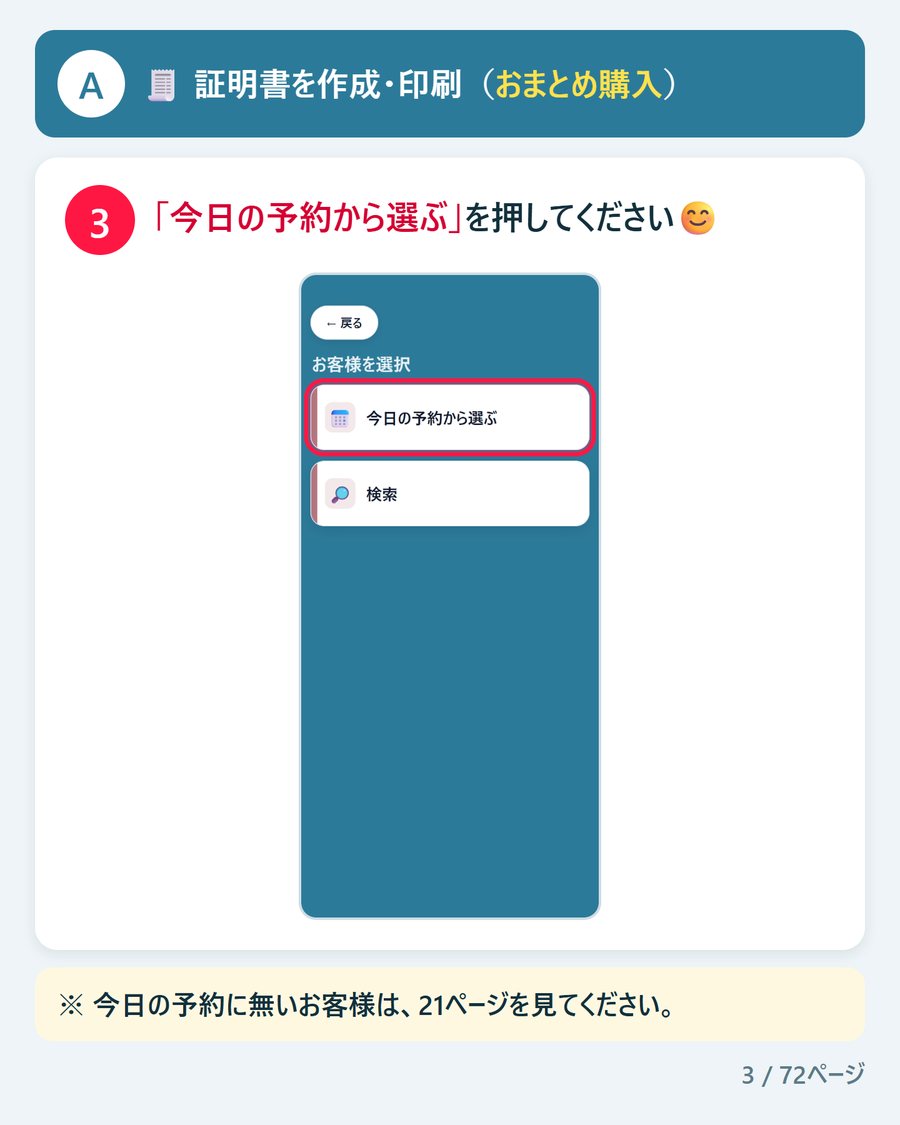 A 証明書を作成・印刷（おまとめ購入）
3 「今日の予約から選ぶ」を押してください😊
← 戻る
お客様を選択
今日の予約から選ぶ
検索
※ 今日の予約に無いお客様は、21ページを見てください。
3 / 72ページ